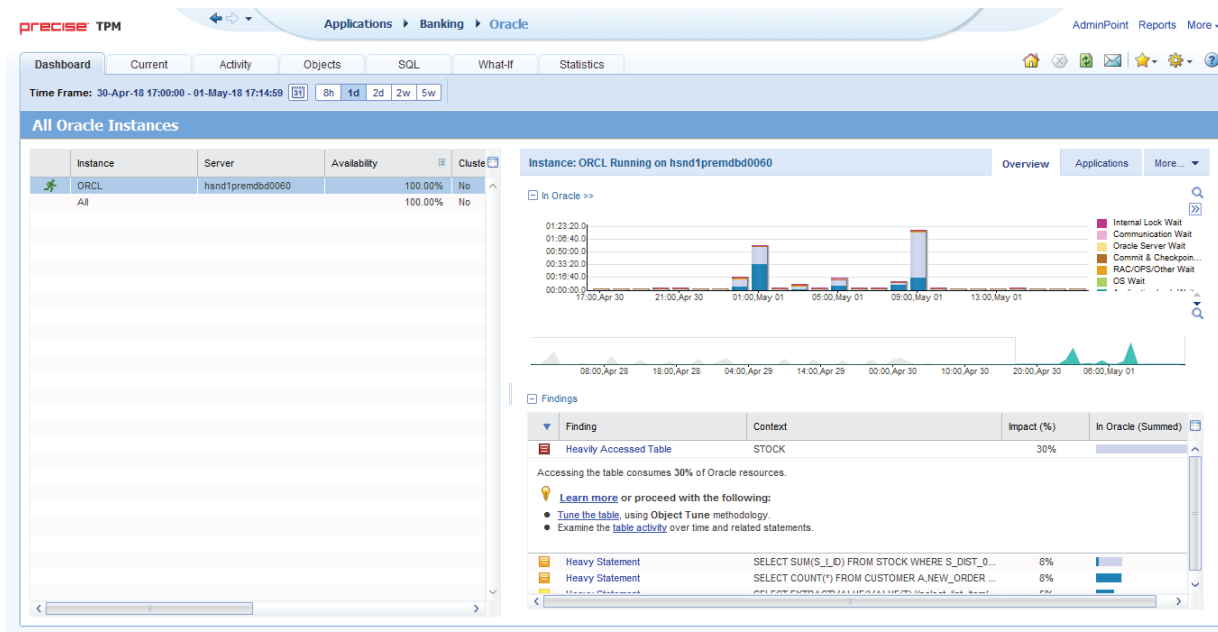 precise TPM
Applications Banking Oracle
AdminPoint Reports More
Dashboard Current Activity Objects SQL What-If Statistics
Time Frame: 30-Apr-18 17:00:00 - 01-May-18 17:14:59 31 8h 1d 2d 2w 5w
All Oracle Instances
Instance Server Availability Cluste
ORCL hsnd1premdbd0060 100.00% No
All 100.00% No
Instance: ORCL Running on hsnd1premdbd0060
Overview Applications More...
In Oracle >>
01:23:20.0
01:06:40.0
00:50:00.0
00:33:20.0
00:16:40.0
00:00:00.0
17:00,Apr 30 21:00,Apr 30 01:00,May 01 05:00,May 01 09:00,May 01 13:00,May 01
Internal Lock Wait
Communication Wait
Oracle Server Wait
Commit & Checkpoin...
RAC/OPS/Other Wait
OS Wait
08:00,Apr 28 18:00,Apr 28 04:00,Apr 29 14:00,Apr 29 00:00,Apr 30 10:00,Apr 30 20:00,Apr 30 06:00,May 01
Findings
Finding Context Impact (%) In Oracle (Summed)
Heavily Accessed Table STOCK 30%
Accessing the table consumes 30% of Oracle resources.
Learn more or proceed with the following:
Tune the table, using Object Tune methodology.
Examine the table activity over time and related statements.
Heavy Statement SELECT SUM(S_I_ID) FROM STOCK WHERE S_DIST_0... 8%
Heavy Statement SELECT COUNT(*) FROM CUSTOMER A,NEW_ORDER ... 8%